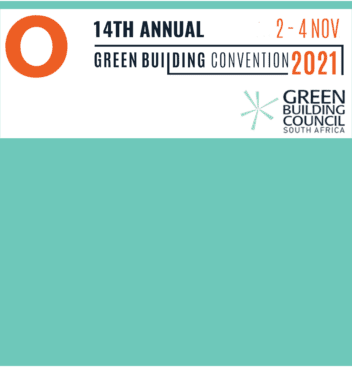 O
14TH ANNUAL 2 - 4 NOV
GREEN BUILDING CONVENTION 2021
GREEN
BUILDING
COUNCIL
SOUTH AFRICA